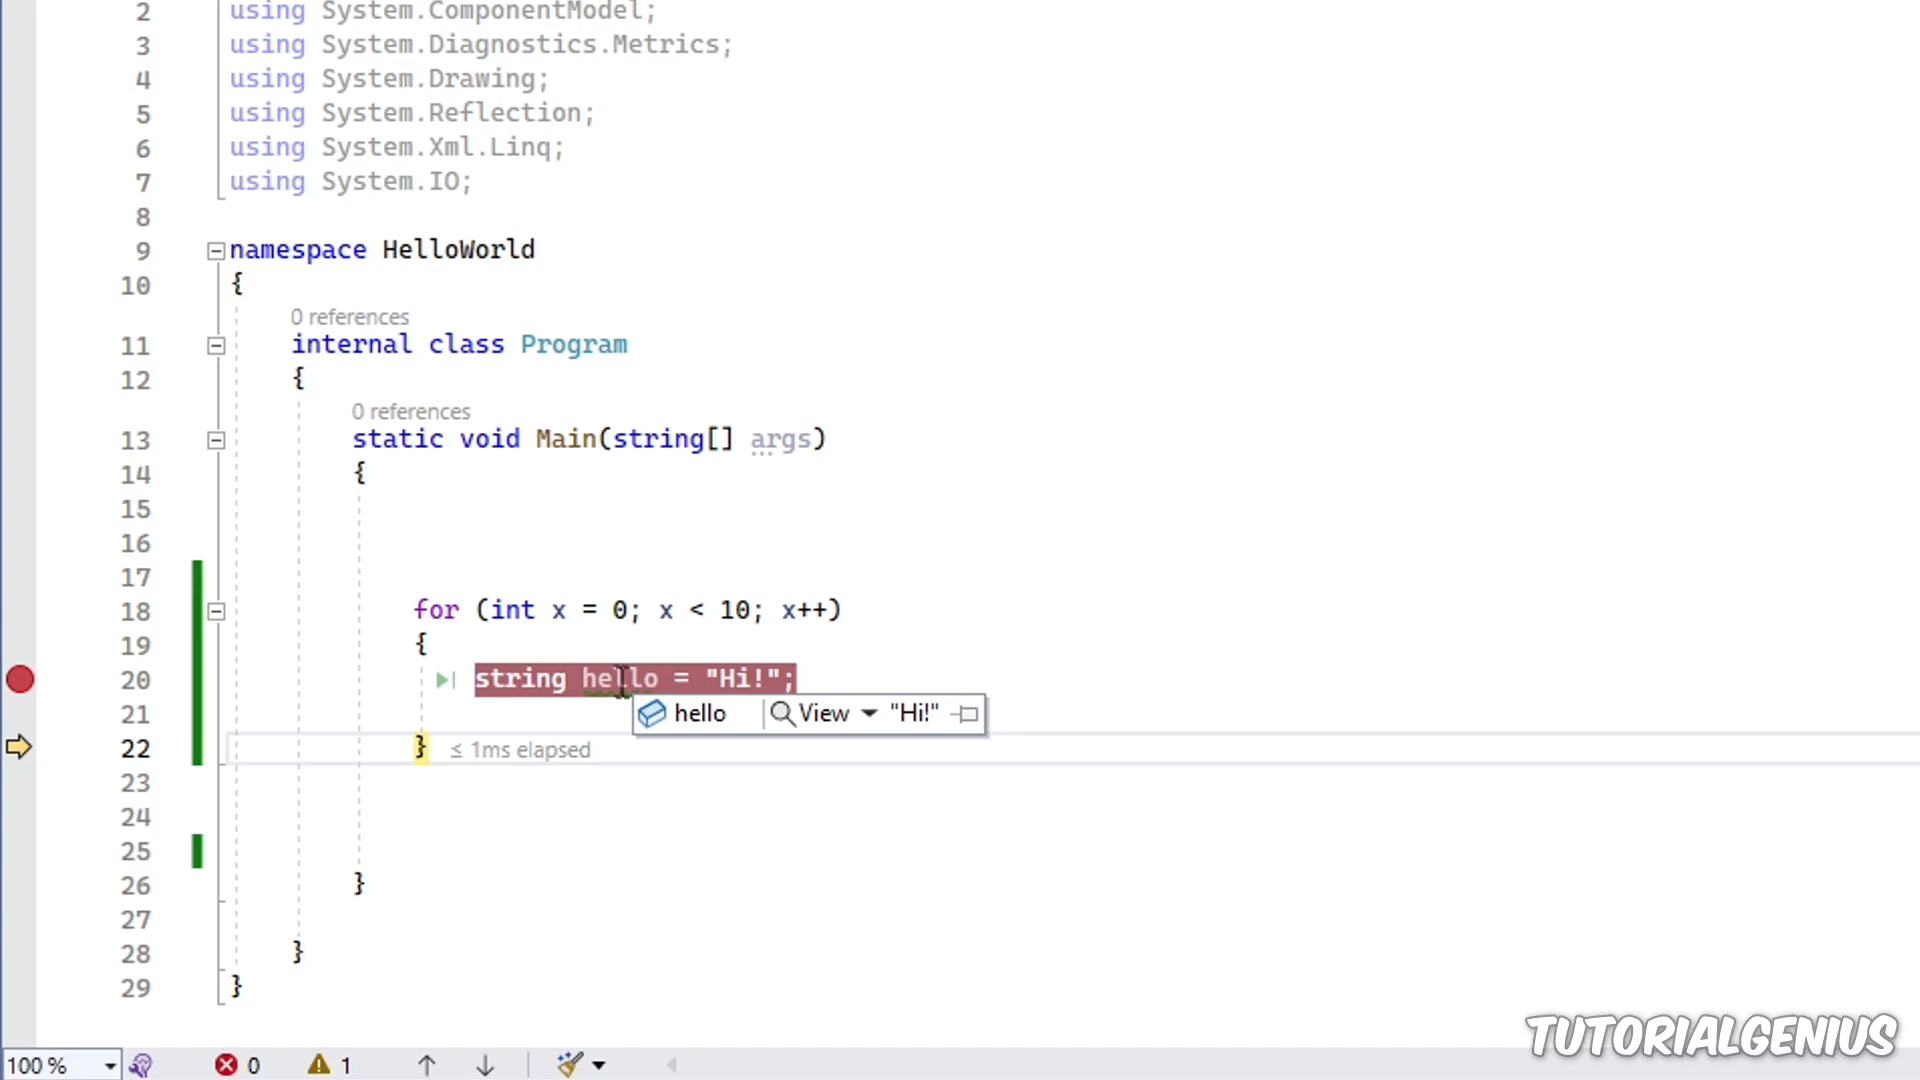 2 using System.ComponentModel;
3 using System.Diagnostics.Metrics;
4 using System.Drawing;
5 using System.Reflection;
6 using System.Xml.Linq;
7 using System.IO;
8
9 namespace HelloWorld
10 {
0 references
11 internal class Program
12 {
0 references
13 static void Main(string[] args)
14 {
15
16
17
18 for (int x = 0; x < 10; x++)
19 {
20 string hello = "Hi!";
21 hello View "Hi!"
22 } ≤ 1ms elapsed
23
24
25
26 }
27
28 }
29 }
TUTORIALGENIUS
100 % 0 1